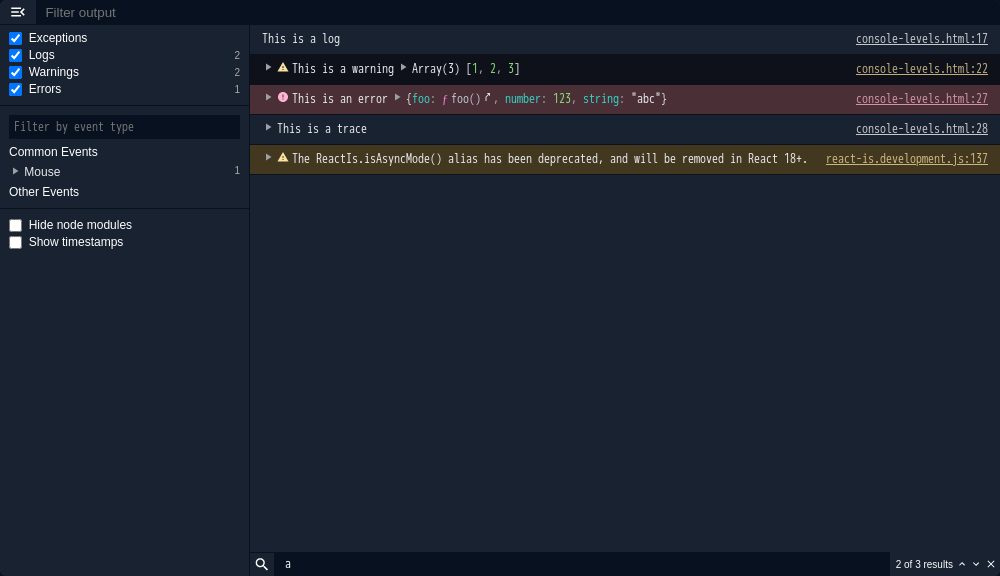 Filter output
Exceptions
Logs 2
Warnings 2
Errors 1
Filter by event type
Common Events
Mouse 1
Other Events
Hide node modules
Show timestamps
This is a log console-levels.html:17
This is a warning Array(3) [1, 2, 3] console-levels.html:22
This is an error {foo: ƒ foo(), number: 123, string: "abc"} console-levels.html:27
This is a trace console-levels.html:28
The ReactIs.isAsyncMode() alias has been deprecated, and will be removed in React 18+. react-is.development.js:137
a 2 of 3 results